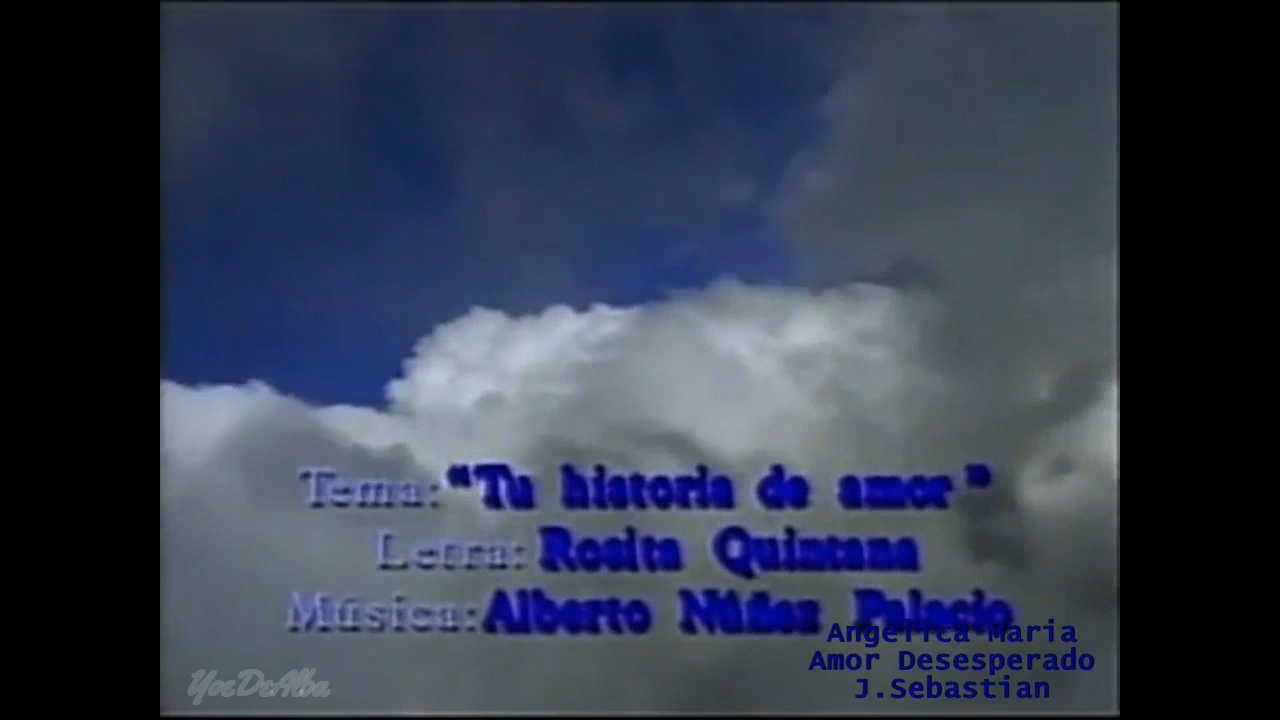 Tema: “Tu historia de amor”
Letra: Rosita Quintana
Música: Alberto Núñez Palacio
Angelica Maria
Amor Desesperado
J.Sebastian
YoeDeAlba